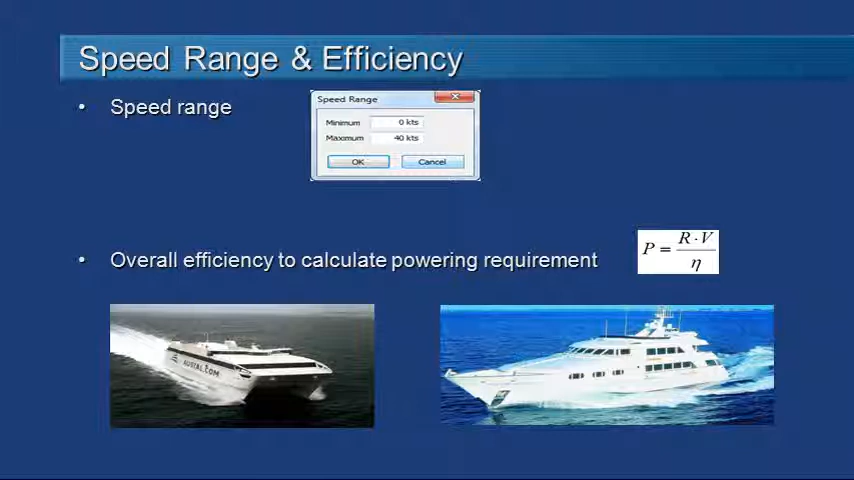 Speed Range & Efficiency
• Speed range
Speed Range
Minimum 0 kts
Maximum 40 kts
OK Cancel
• Overall efficiency to calculate powering requirement
P = R · V / η
AUSTAL.COM